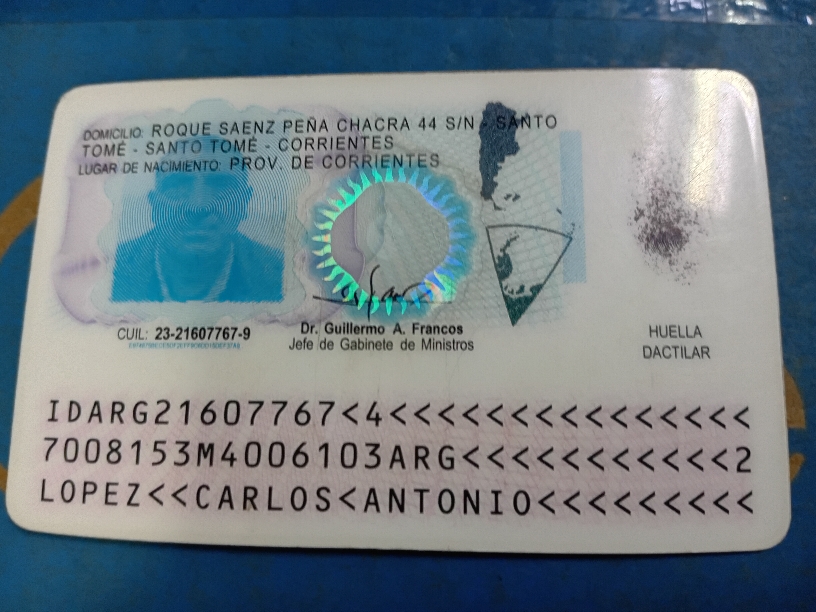 DOMICILIO: ROQUE SAENZ PEÑA CHACRA 44 S/N - SANTO
TOMÉ - SANTO TOMÉ - CORRIENTES
LUGAR DE NACIMIENTO: PROV. DE CORRIENTES
CUIL: 23-21607767-9
Dr. Guillermo A. Francos
Jefe de Gabinete de Ministros
HUELLA
DACTILAR
IDARG21607767<4<<<<<<<<<<<<<<<
7008153M4006103ARG<<<<<<<<<<<2
LOPEZ<<CARLOS<ANTONIO<<<<<<<<<